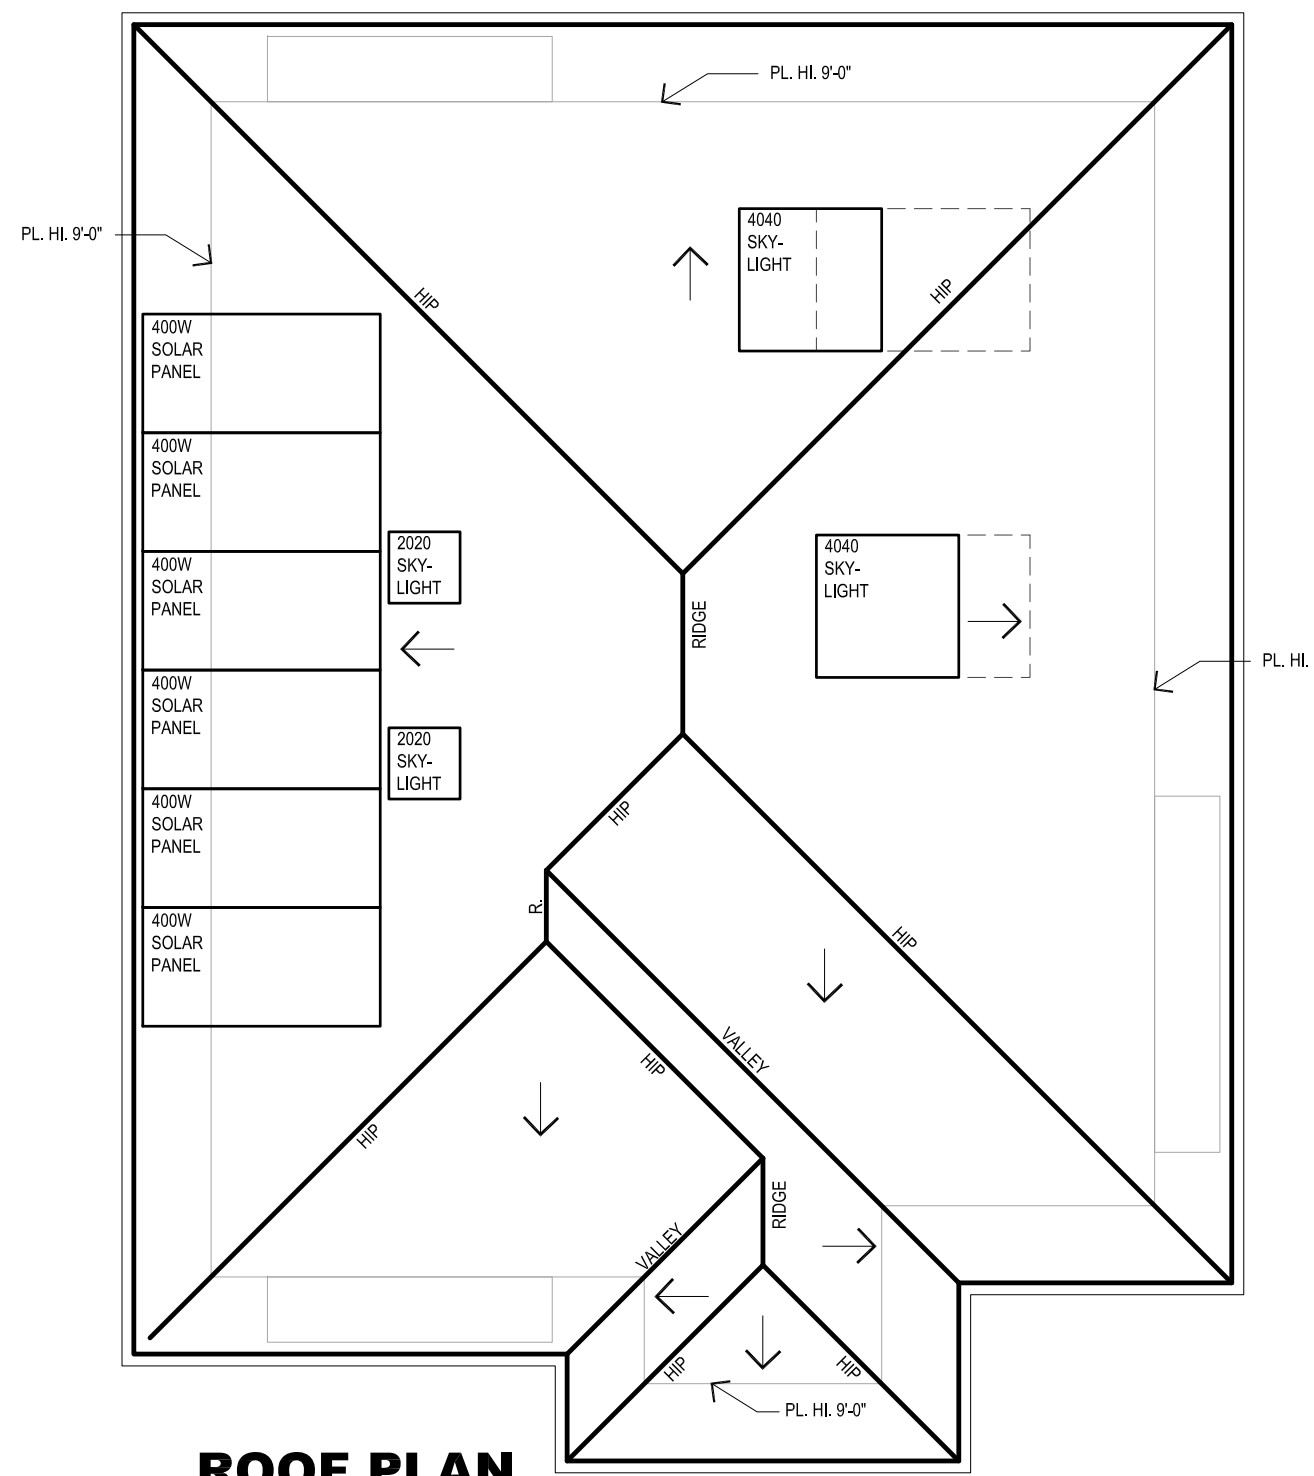 PL. HI. 9'-0"
PL. HI. 9'-0"
4040
SKY-
LIGHT
HIP
HIP
400W
SOLAR
PANEL
400W
SOLAR
PANEL
2020
SKY-
LIGHT
4040
SKY-
LIGHT
400W
SOLAR
PANEL
RIDGE
PL. HI.
400W
SOLAR
PANEL
2020
SKY-
LIGHT
400W
SOLAR
PANEL
HIP
R.
400W
SOLAR
PANEL
HIP
VALLEY
HIP
HIP
RIDGE
VALLEY
HIP
HIP
PL. HI. 9'-0"
ROOF PLAN